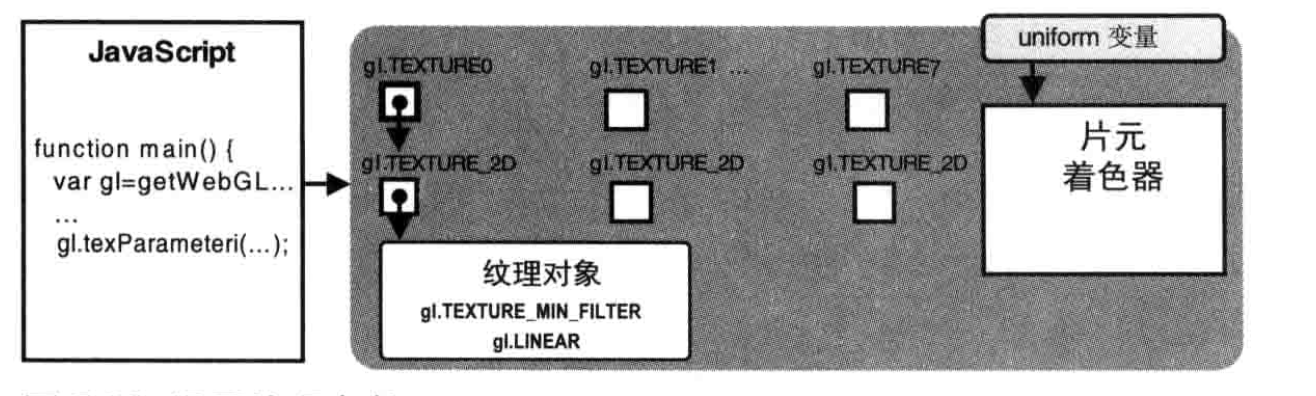 JavaScript
function main() {
var gl=getWebGL...
...
gl.texParameteri(...);
gl.TEXTURE0
gl.TEXTURE1 ...
gl.TEXTURE7
gl.TEXTURE_2D
gl.TEXTURE_2D
gl.TEXTURE_2D
纹理对象
gl.TEXTURE_MIN_FILTER
gl.LINEAR
uniform 变量
片元
着色器